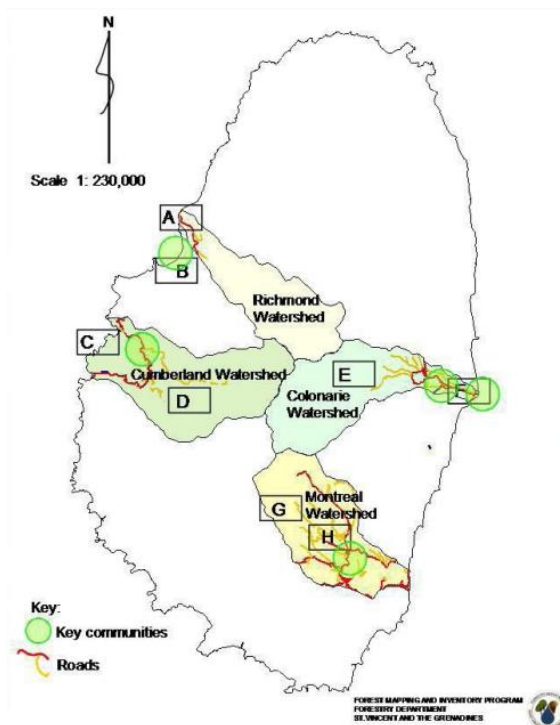 N
Scale 1: 230,000
A
B
Richmond
Watershed
C
Cumberland Watershed
D
E
Colonarie
Watershed
G
Montreal
Watershed
H
Key:
Key communities
Roads
FOREST MAPPING AND INVENTORY PROGRAM
FORESTRY DEPARTMENT
ST.VINCENT AND THE GRENADINES